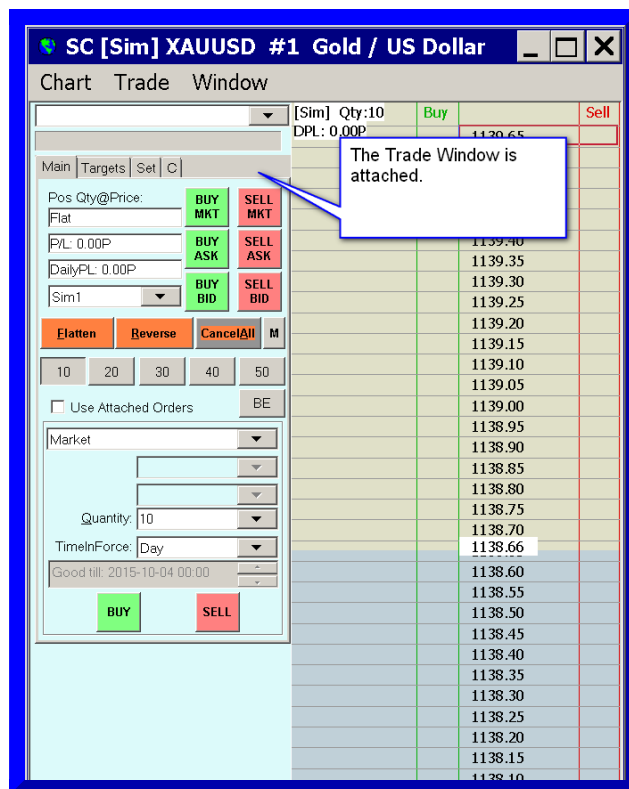 SC [Sim] XAUUSD #1 Gold / US Dollar
Chart Trade Window
[Sim] Qty:10 Buy Sell
DPL: 0.00P
1139.65
The Trade Window is
attached.
Main Targets Set C
Pos Qty@Price:
Flat
BUY MKT
SELL MKT
P/L: 0.00P
BUY ASK
SELL ASK
DailyPL: 0.00P
Sim1
BUY BID
SELL BID
Flatten Reverse CancelAll M
10 20 30 40 50
Use Attached Orders BE
Market
Quantity: 10
TimeInForce: Day
Good till: 2015-10-04 00:00
BUY SELL
1139.40
1139.35
1139.30
1139.25
1139.20
1139.15
1139.10
1139.05
1139.00
1138.95
1138.90
1138.85
1138.80
1138.75
1138.70
1138.66
1138.60
1138.55
1138.50
1138.45
1138.40
1138.35
1138.30
1138.25
1138.20
1138.15
1138.10